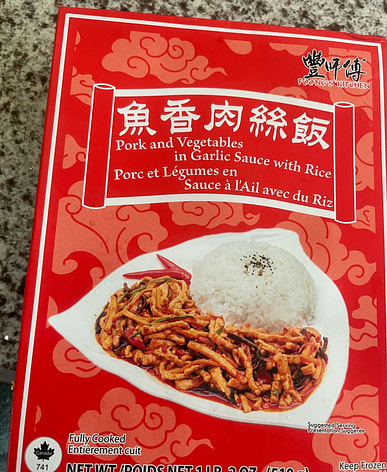 豐師傅
FOONG'S KITCHEN
魚香肉絲飯
Pork and Vegetables
in Garlic Sauce with Rice
Porc et Légumes en
Sauce à l'Ail avec du Riz
Suggested Serving
Présentation Suggérée
Canada
741
Fully Cooked
Entièrement cuit
Keep Frozen
NET WT./POIDS NET 1 LB. 2 OZ.